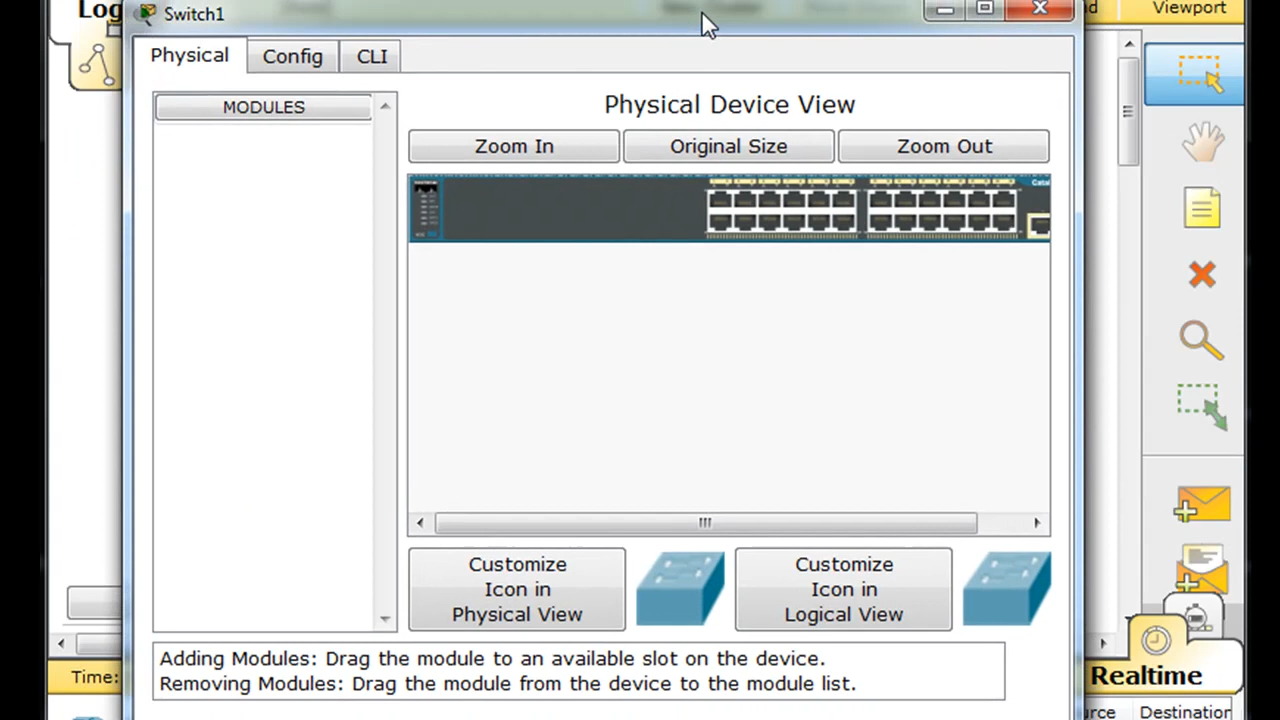 Log
Switch1
d
Viewport
Physical
Config
CLI
MODULES
Physical Device View
Zoom In
Original Size
Zoom Out
Catal
Customize
Icon in
Physical View
Customize
Icon in
Logical View
Adding Modules: Drag the module to an available slot on the device.
Removing Modules: Drag the module from the device to the module list.
Time:
Realtime
urce
Destination